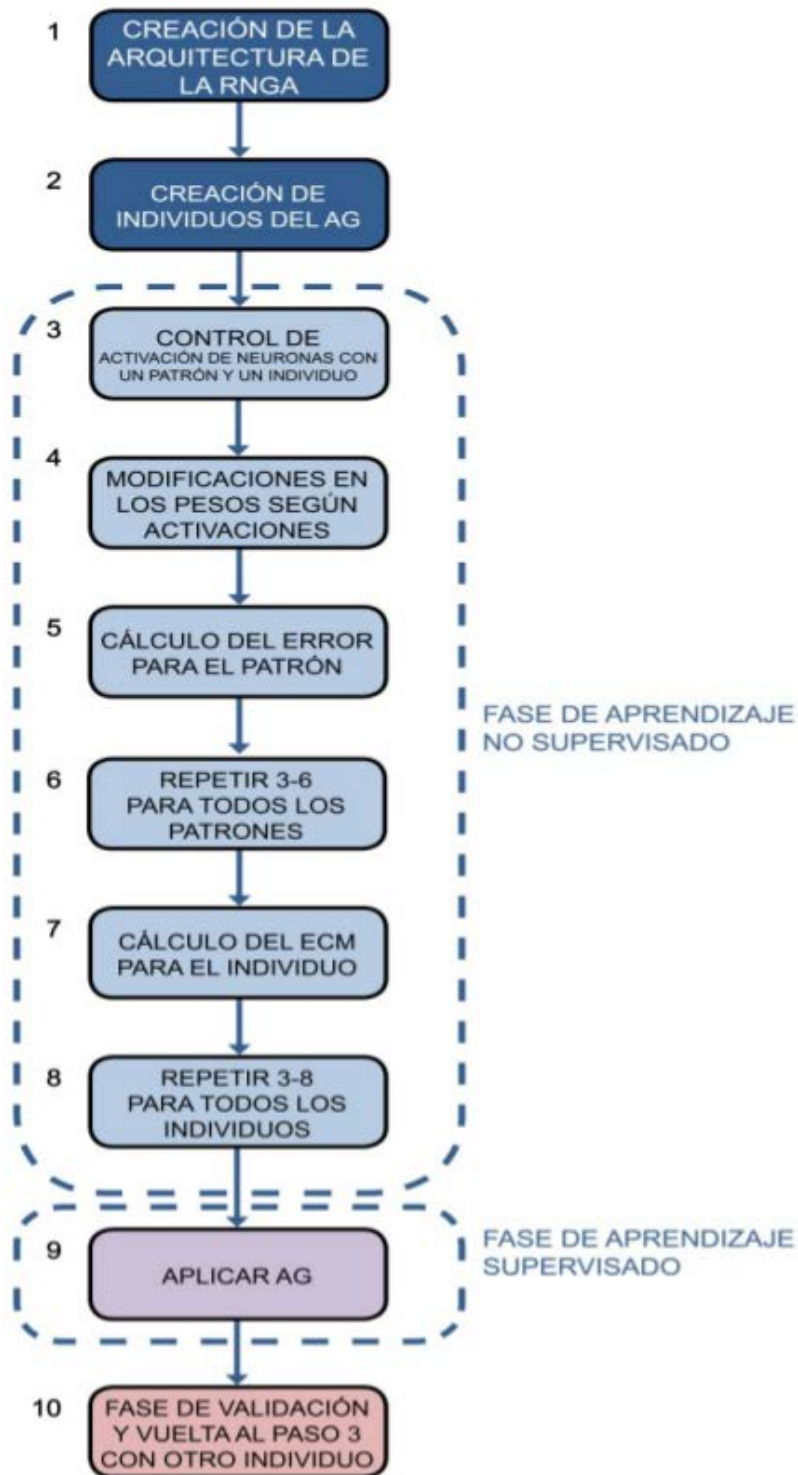 1
CREACIÓN DE LA
ARQUITECTURA DE
LA RNGA
2
CREACIÓN DE
INDIVIDUOS DEL AG
3
CONTROL DE
ACTIVACIÓN DE NEURONAS CON
UN PATRÓN Y UN INDIVIDUO
4
MODIFICACIONES EN
LOS PESOS SEGÚN
ACTIVACIONES
5
CÁLCULO DEL ERROR
PARA EL PATRÓN
6
REPETIR 3-6
PARA TODOS LOS
PATRONES
7
CÁLCULO DEL ECM
PARA EL INDIVIDUO
8
REPETIR 3-8
PARA TODOS LOS
INDIVIDUOS
FASE DE APRENDIZAJE
NO SUPERVISADO
9
APLICAR AG
FASE DE APRENDIZAJE
SUPERVISADO
10
FASE DE VALIDACIÓN
Y VUELTA AL PASO 3
CON OTRO INDIVIDUO